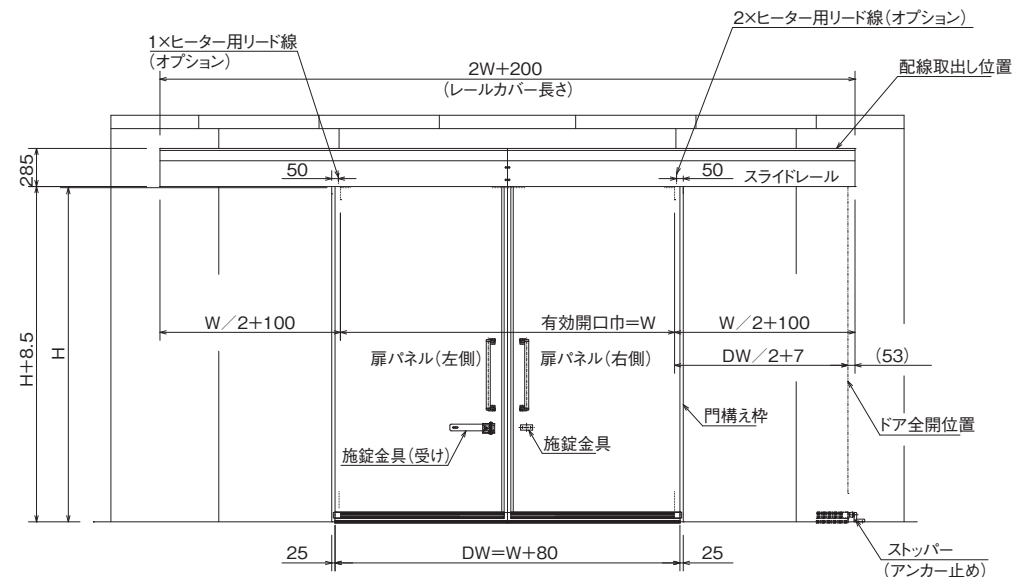 2×ヒーター用リード線(オプション)
1×ヒーター用リード線
(オプション)
2W+200
(レールカバー長さ)
配線取出し位置
285
50
50
スライドレール
W/2+100
有効開口巾=W
W/2+100
H+8.5
H
扉パネル(左側)
扉パネル(右側)
DW/2+7
(53)
門構え枠
ドア全開位置
施錠金具(受け)
施錠金具
25
DW=W+80
25
ストッパー
(アンカー止め)